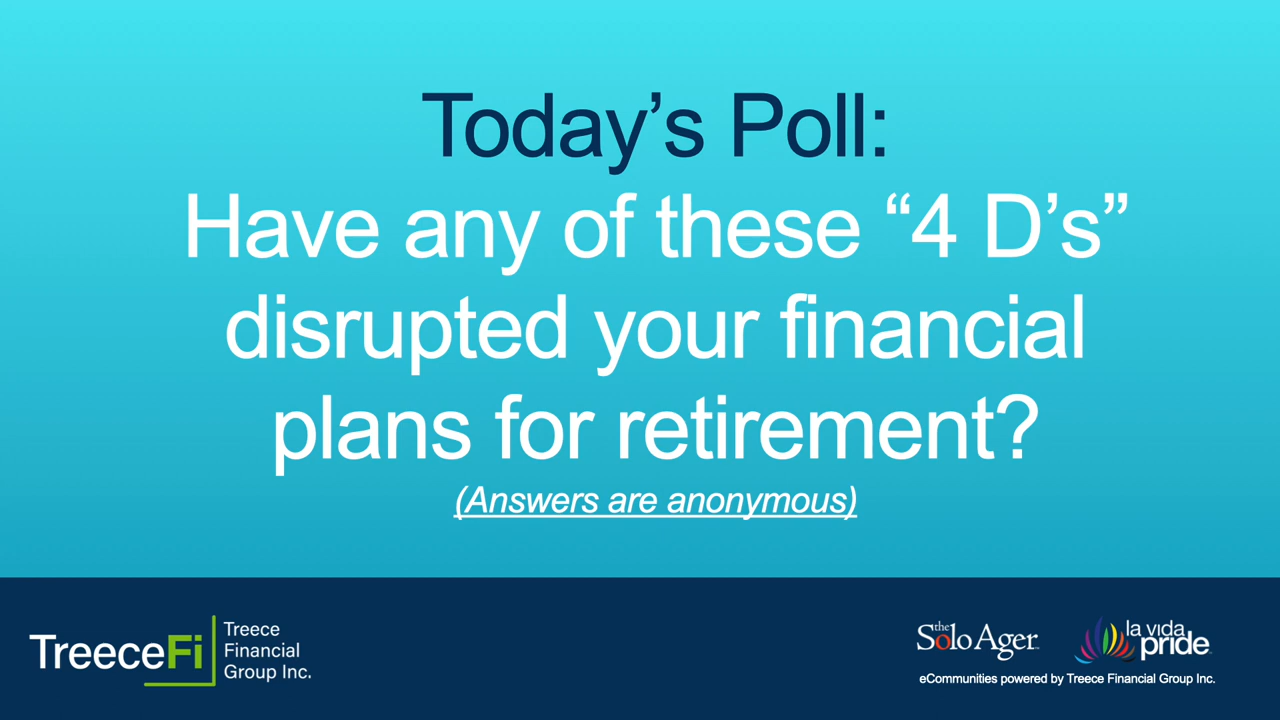 Today’s Poll:
Have any of these “4 D’s”
disrupted your financial
plans for retirement?
(Answers are anonymous)
TreeceFi
Treece
Financial
Group Inc.
the
Solo Ager
la vida
pride
eCommunities powered by Treece Financial Group Inc.